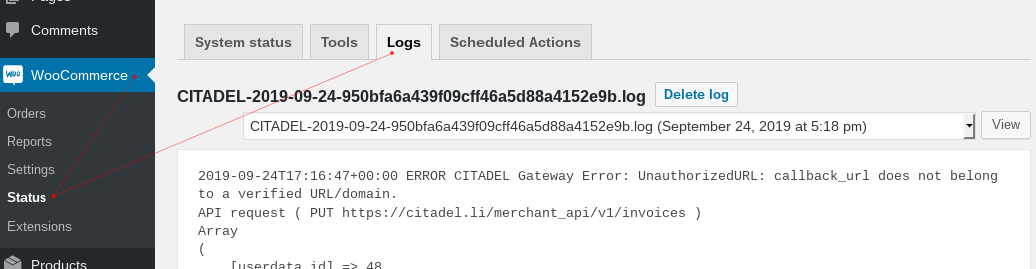 Pages
Comments
WOO WooCommerce
Orders
Reports
Settings
Status
Extensions
Products
System status Tools Logs Scheduled Actions
CITADEL-2019-09-24-950bfa6a439f09cff46a5d88a4152e9b.log Delete log
CITADEL-2019-09-24-950bfa6a439f09cff46a5d88a4152e9b.log (September 24, 2019 at 5:18 pm) View
2019-09-24T17:16:47+00:00 ERROR CITADEL Gateway Error: UnauthorizedURL: callback_url does not belong
to a verified URL/domain.
API request ( PUT https://citadel.li/merchant_api/v1/invoices )
Array
(
[userdata_id] => 48